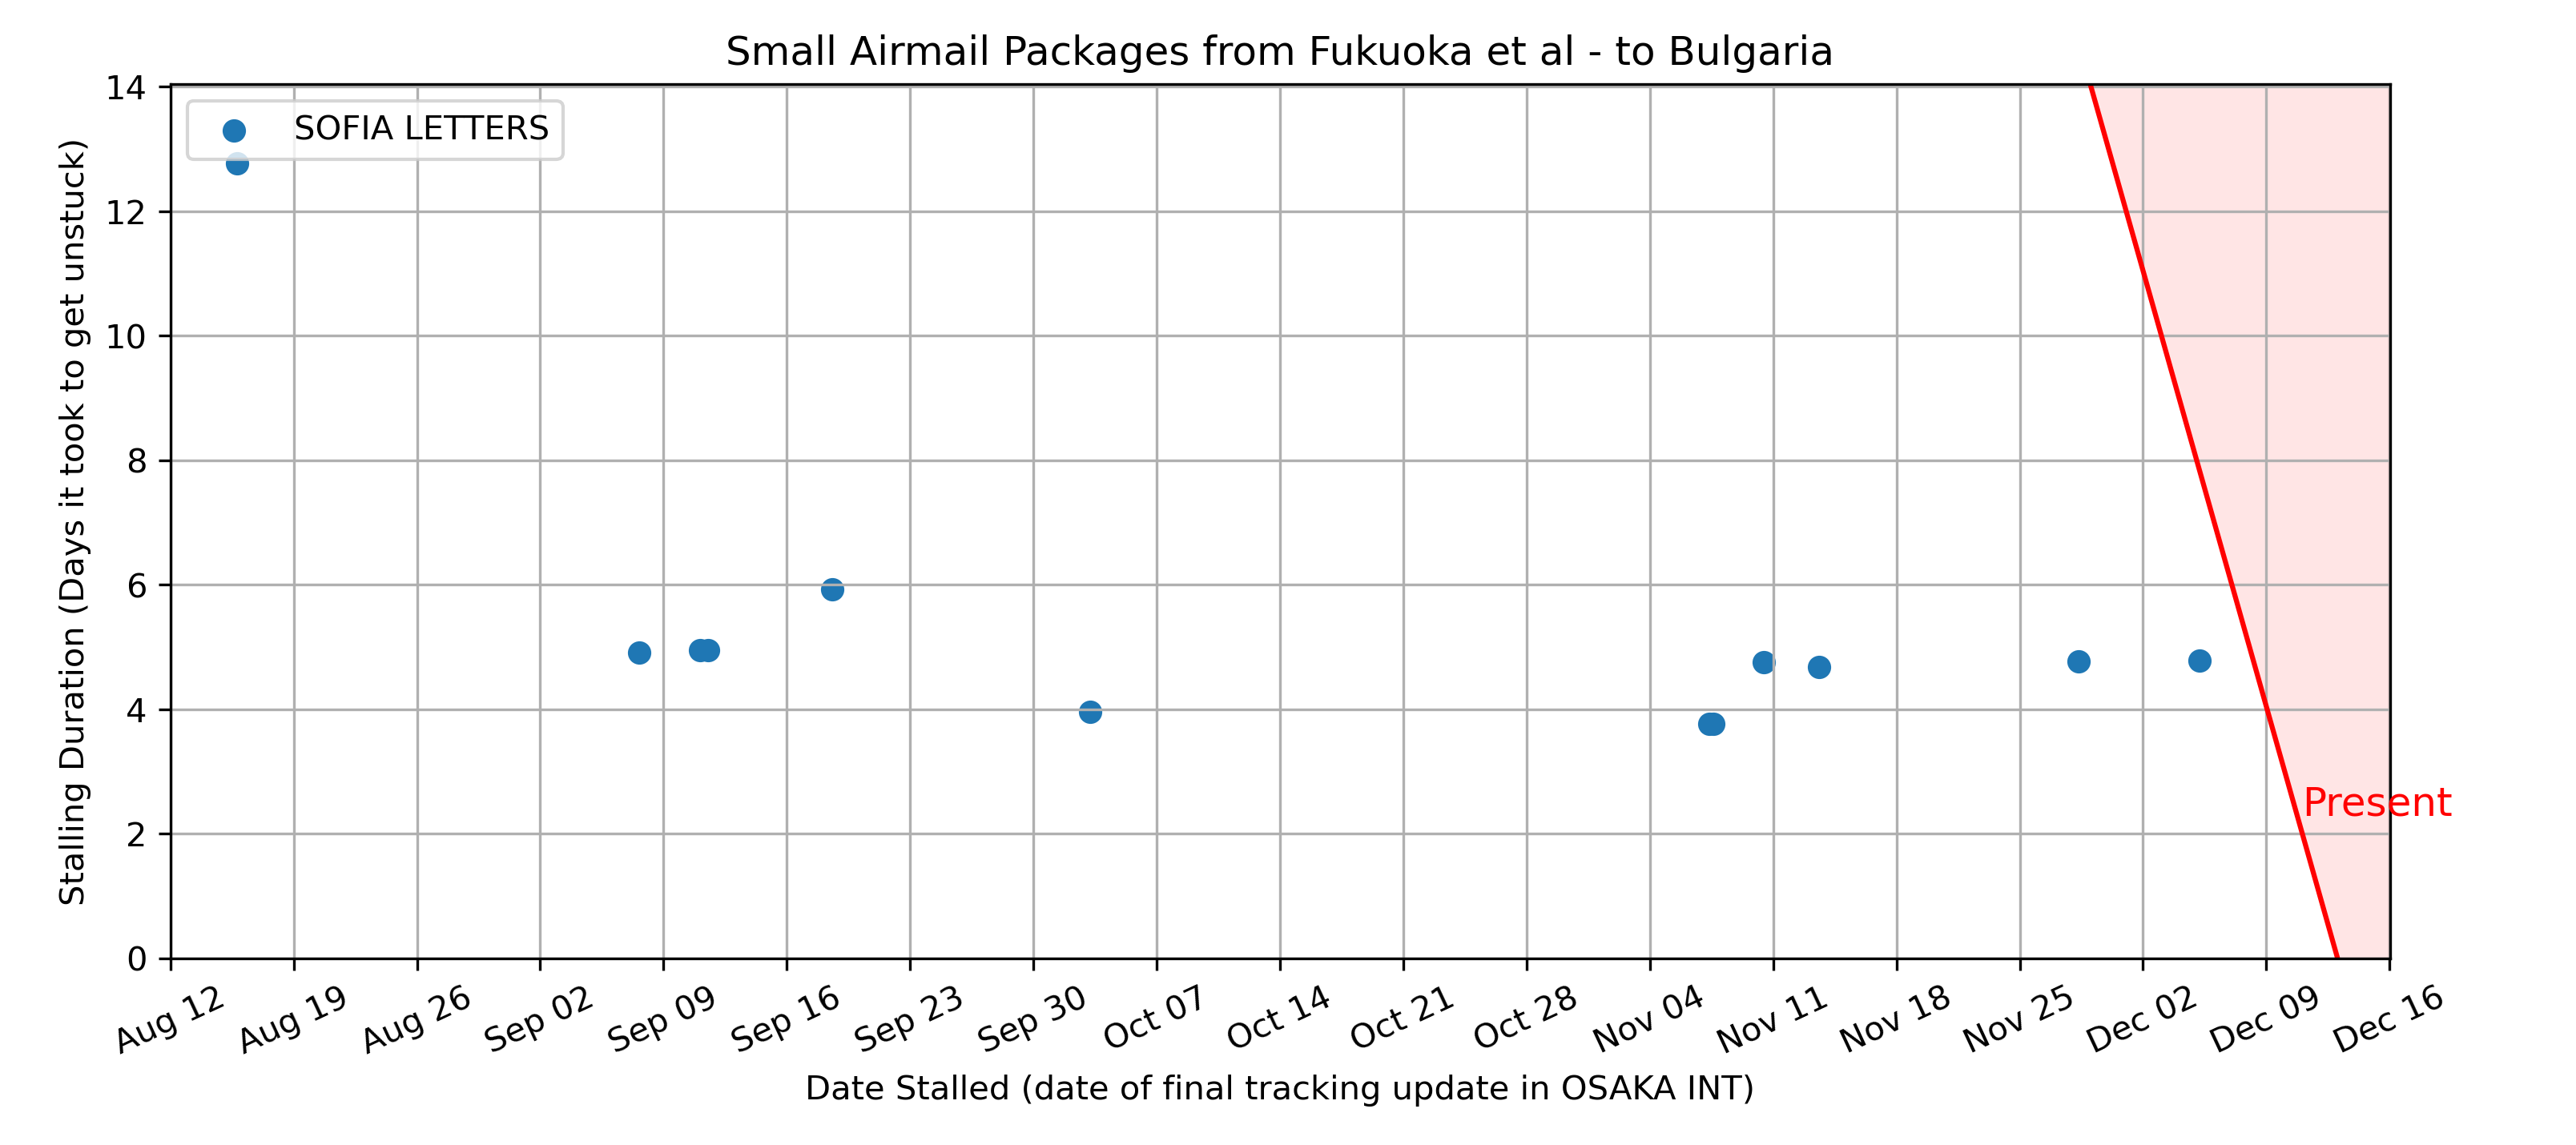 Small Airmail Packages from Fukuoka et al - to Bulgaria
SOFIA LETTERS
Stalling Duration (Days it took to get unstuck)
14
12
10
8
6
4
2
0
Present
Aug 12
Aug 19
Aug 26
Sep 02
Sep 09
Sep 16
Sep 23
Sep 30
Oct 07
Oct 14
Oct 21
Oct 28
Nov 04
Nov 11
Nov 18
Nov 25
Dec 02
Dec 09
Dec 16
Date Stalled (date of final tracking update in OSAKA INT)